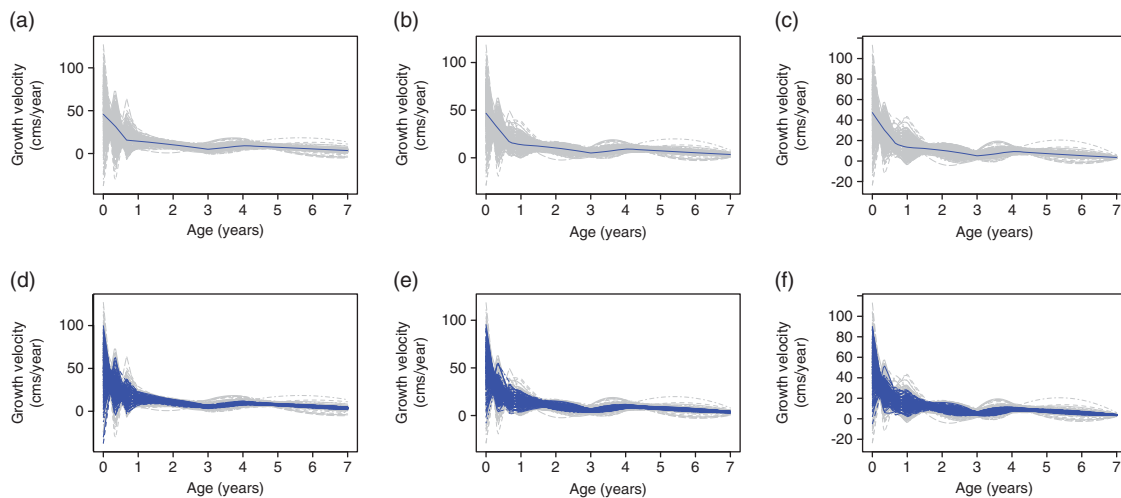 (a)
(b)
(c)
Growth velocity
(cms/year)
100
50
0
0 1 2 3 4 5 6 7
Age (years)
Growth velocity
(cms/year)
100
50
0
0 1 2 3 4 5 6 7
Age (years)
Growth velocity
(cms/year)
100
80
60
40
20
0
-20
0 1 2 3 4 5 6 7
Age (years)
(d)
(e)
(f)
Growth velocity
(cms/year)
100
50
0
0 1 2 3 4 5 6 7
Age (years)
Growth velocity
(cms/year)
100
50
0
0 1 2 3 4 5 6 7
Age (years)
Growth velocity
(cms/year)
100
80
60
40
20
0
-20
0 1 2 3 4 5 6 7
Age (years)